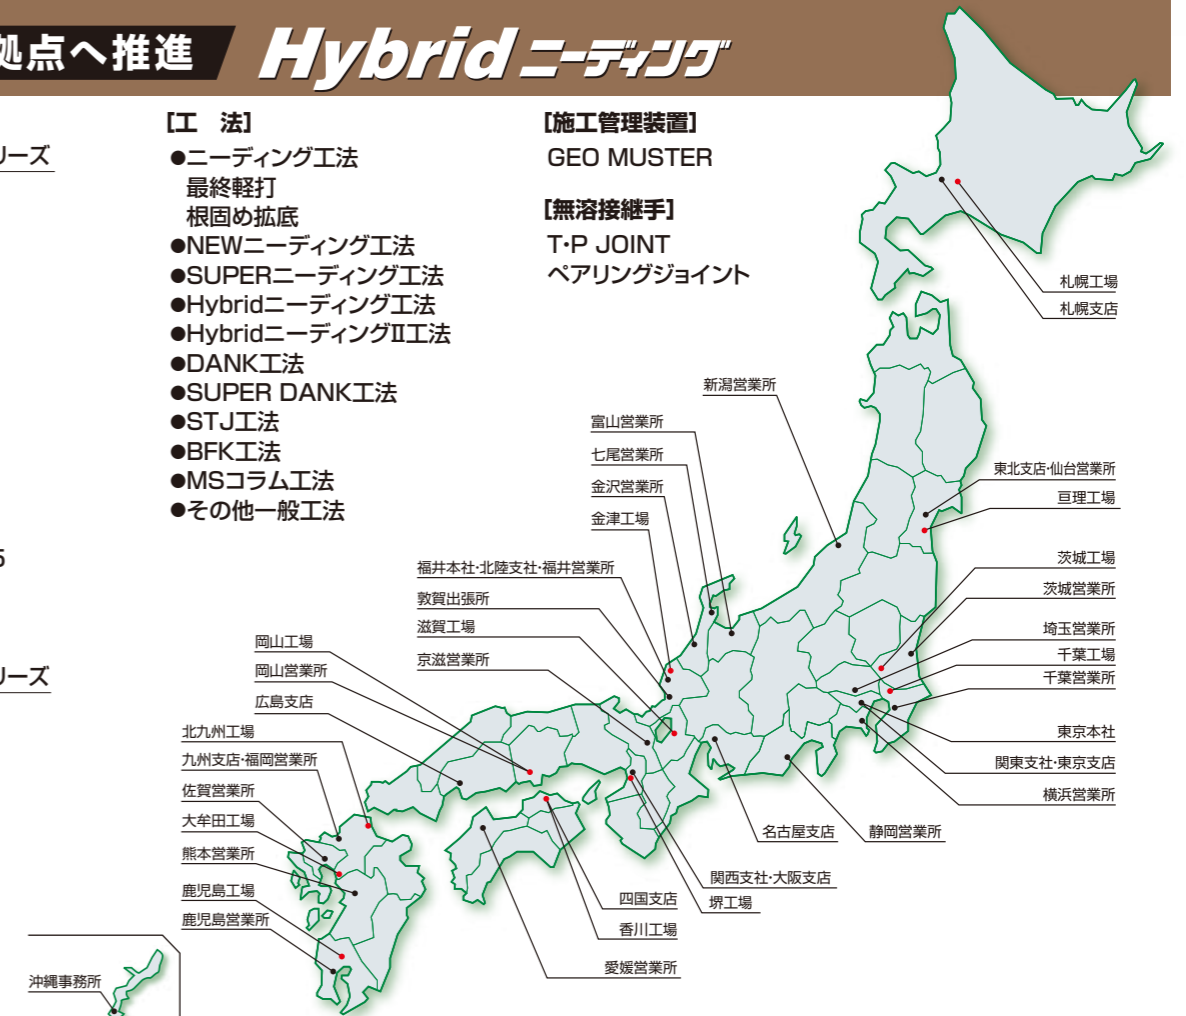 拠点へ推進 Hybrid ニーディング
リーズ
[工　法]
●ニーディング工法
最終軽打
根固め拡底
●NEWニーディング工法
●SUPERニーディング工法
●Hybridニーディング工法
●HybridニーディングⅡ工法
●DANK工法
●SUPER DANK工法
●STJ工法
●BFK工法
●MSコラム工法
●その他一般工法
[施工管理装置]
GEO MUSTER
[無溶接継手]
T・P JOINT
ペアリングジョイント
5
リーズ
札幌工場
札幌支店
新潟営業所
富山営業所
七尾営業所
金沢営業所
金津工場
福井本社・北陸支社・福井営業所
敦賀出張所
滋賀工場
京滋営業所
岡山工場
岡山営業所
広島支店
北九州工場
九州支店・福岡営業所
佐賀営業所
大牟田工場
熊本営業所
鹿児島工場
鹿児島営業所
沖縄事務所
東北支店・仙台営業所
亘理工場
茨城工場
茨城営業所
埼玉営業所
千葉工場
千葉営業所
東京本社
関東支社・東京支店
横浜営業所
静岡営業所
名古屋支店
関西支社・大阪支店
堺工場
四国支店
香川工場
愛媛営業所